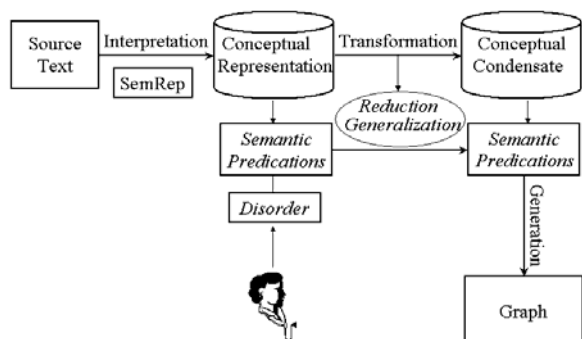 Source
Text
Interpretation
SemRep
Conceptual
Representation
Transformation
Conceptual
Condensate
Reduction
Generalization
Semantic
Predications
Semantic
Predications
Disorder
Generation
Graph